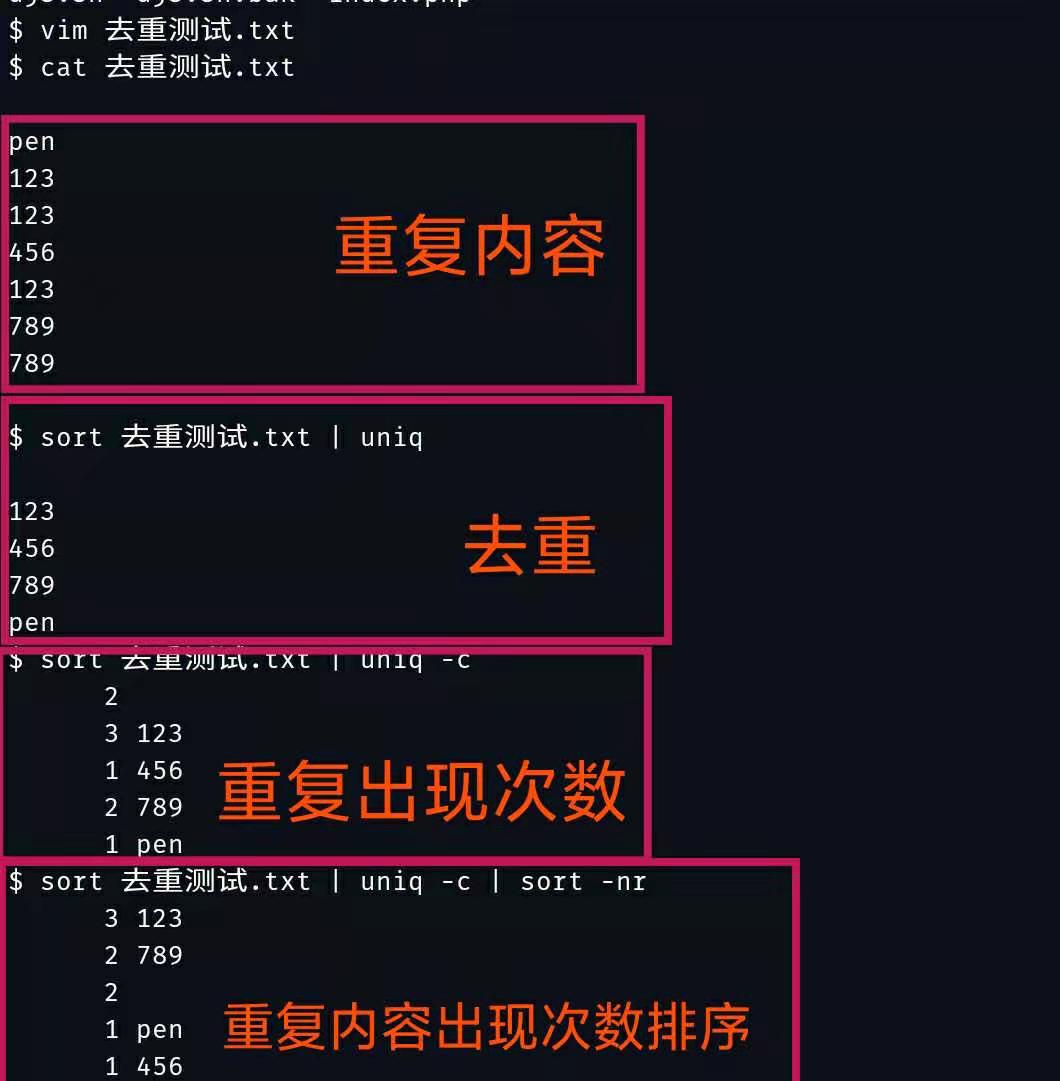 $ vim 去重测试.txt
$ cat 去重测试.txt
pen
123
123
456
123
789
789
重复内容
$ sort 去重测试.txt | uniq
123
456
789
pen
去重
$ sort 去重测试.txt | uniq -c
2
3 123
1 456
2 789
1 pen
重复出现次数
$ sort 去重测试.txt | uniq -c | sort -nr
3 123
2 789
2
1 pen
1 456
重复内容出现次数排序